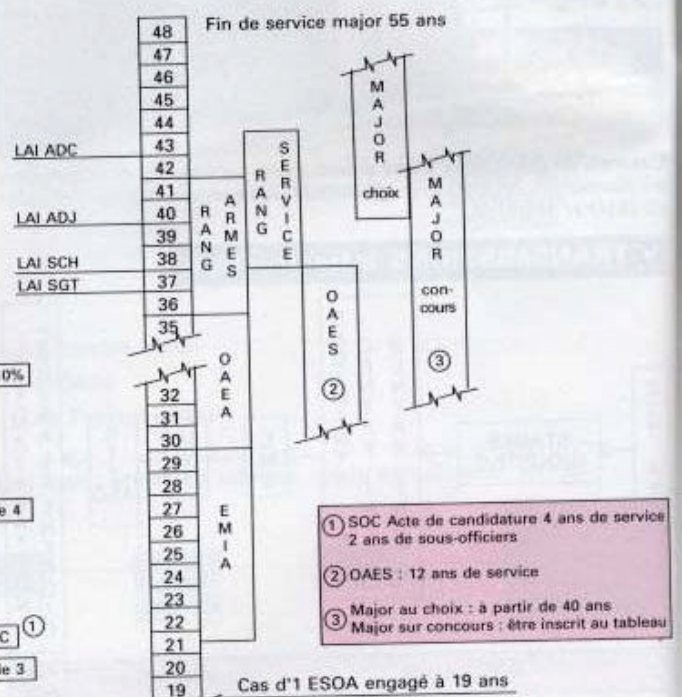 Fin de service major 55 ans
48
47
46
45
44
43
42
41
40
39
38
37
36
35
32
31
30
29
28
27
26
25
24
23
22
21
20
19
LAI ADC
LAI ADJ
LAI SCH
LAI SGT
RANG
ARMES
RANG
SERVICE
MAJOR
choix
MAJOR
con-
cours
③
OAES
②
OAEA
EMIA
0%
e 4
C ①
ie 3
① SOC Acte de candidature 4 ans de service
2 ans de sous-officiers
② OAES : 12 ans de service
③ Major au choix : à partir de 40 ans
Major sur concours : être inscrit au tableau
Cas d'1 ESOA engagé à 19 ans